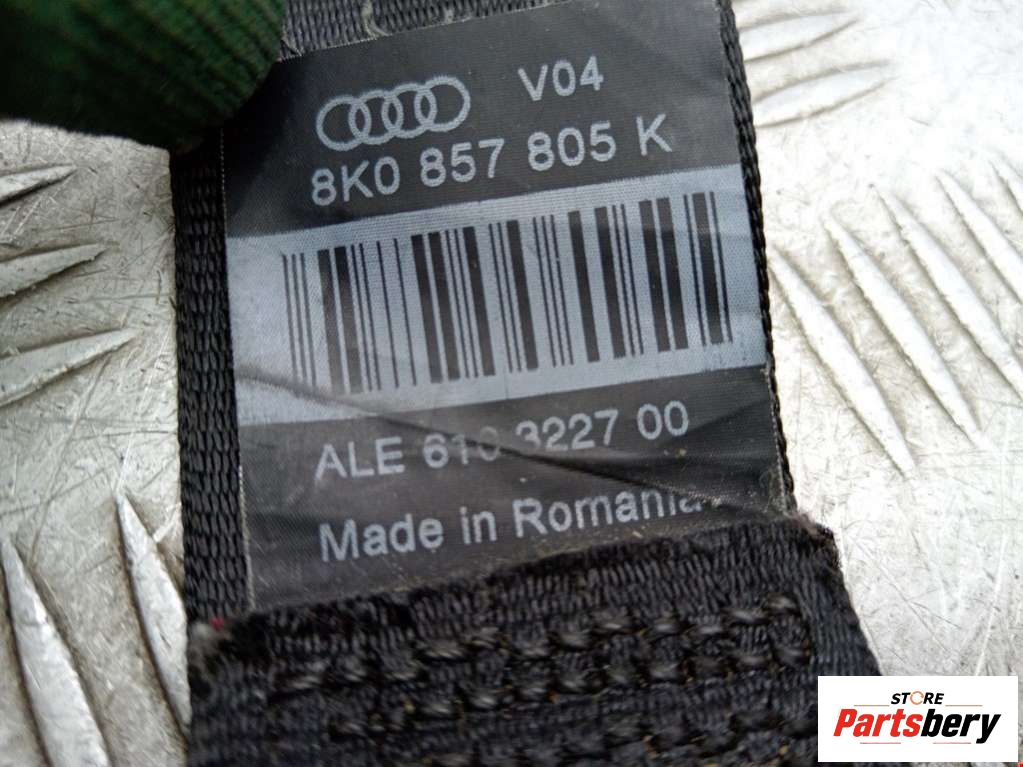 V04
8K0 857 805 K
ALE 610 3227 00
Made in Romania
STORE
Partsbery